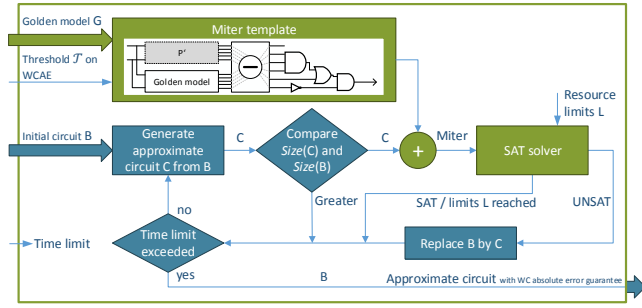 Golden model G
Miter template
P'
Golden model
Threshold 𝒯 on
WCAE
Resource
limits L
Initial circuit B
Generate
approximate
circuit C from B
C
Compare
Size(C) and
Size(B)
C
+
Miter
SAT solver
Greater
SAT / limits L reached
UNSAT
no
Time limit
Time limit
exceeded
Replace B by C
yes
B
Approximate circuit with WC absolute error guarantee